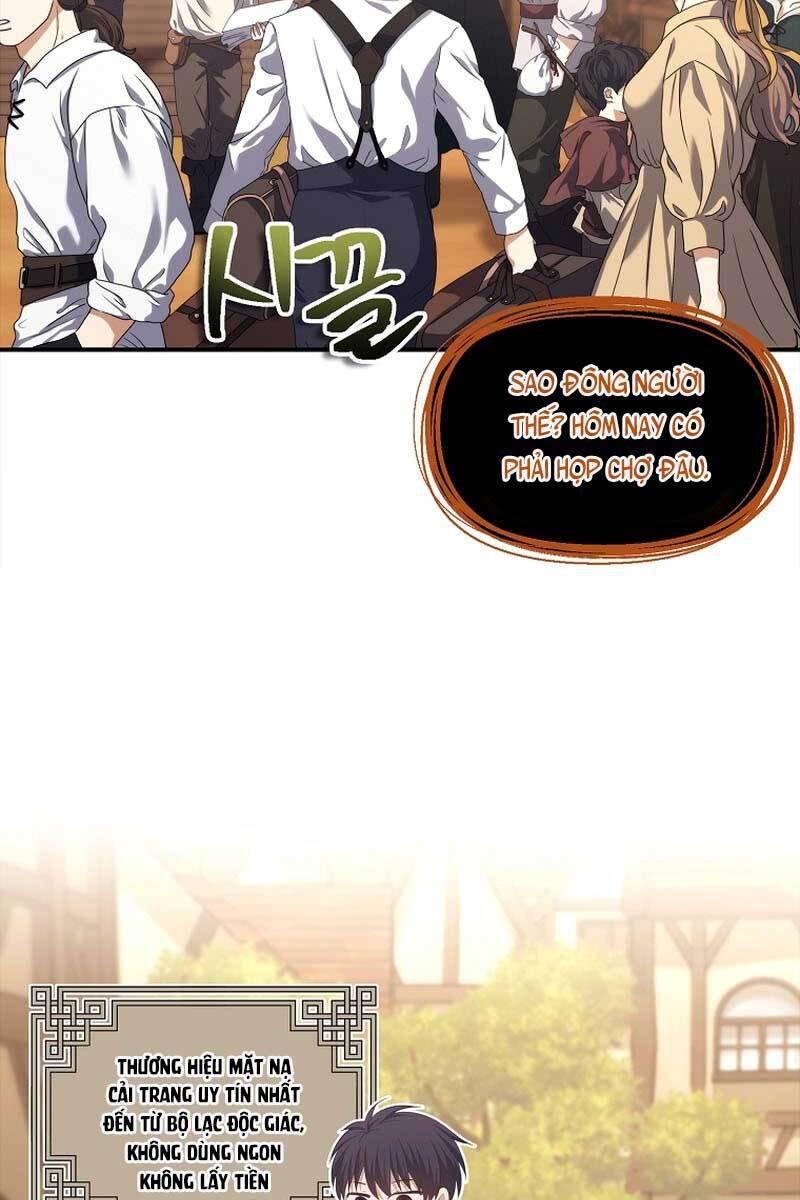 시끌
SAO ĐÔNG NGƯỜI
THẾ? HÔM NAY CÓ
PHẢI HỌP CHỢ ĐÂU.
THƯƠNG HIỆU MẶT NẠ
CẢI TRANG UY TÍN NHẤT
ĐẾN TỪ BỘ LẠC ĐỘC GIÁC,
KHÔNG DÙNG NGON
KHÔNG LẤY TIỀN